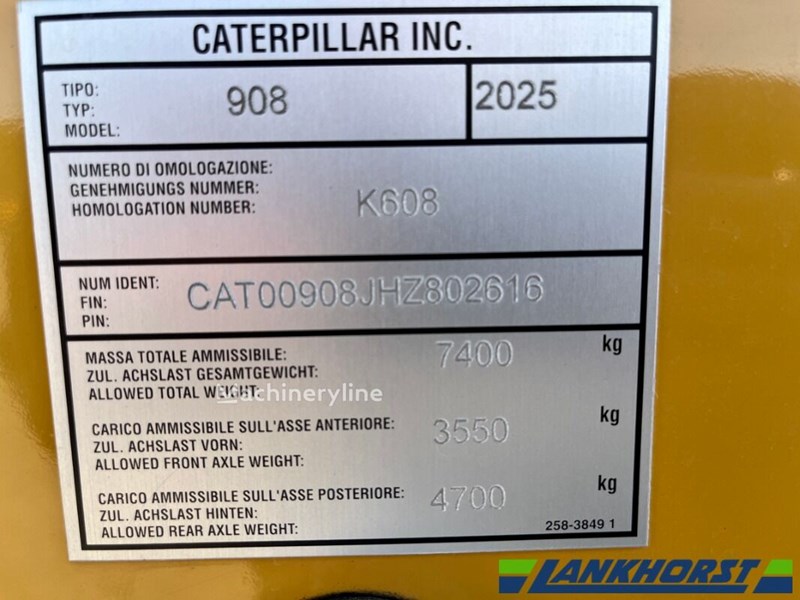 CATERPILLAR INC.
TIPO:
TYP:
MODEL:
908
2025
NUMERO DI OMOLOGAZIONE:
GENEHMIGUNGS NUMMER:
HOMOLOGATION NUMBER:
K608
NUM IDENT:
FIN:
PIN:
CAT00908JHZ802616
MASSA TOTALE AMMISSIBILE:
ZUL. ACHSLAST GESAMTGEWICHT:
ALLOWED TOTAL WEIGHT:
7400 kg
Machineryline
CARICO AMMISSIBILE SULL'ASSE ANTERIORE:
ZUL. ACHSLAST VORN:
ALLOWED FRONT AXLE WEIGHT:
3550 kg
CARICO AMMISSIBILE SULL'ASSE POSTERIORE:
ZUL. ACHSLAST HINTEN:
ALLOWED REAR AXLE WEIGHT:
4700 kg
258-3849 1
LANKHORST